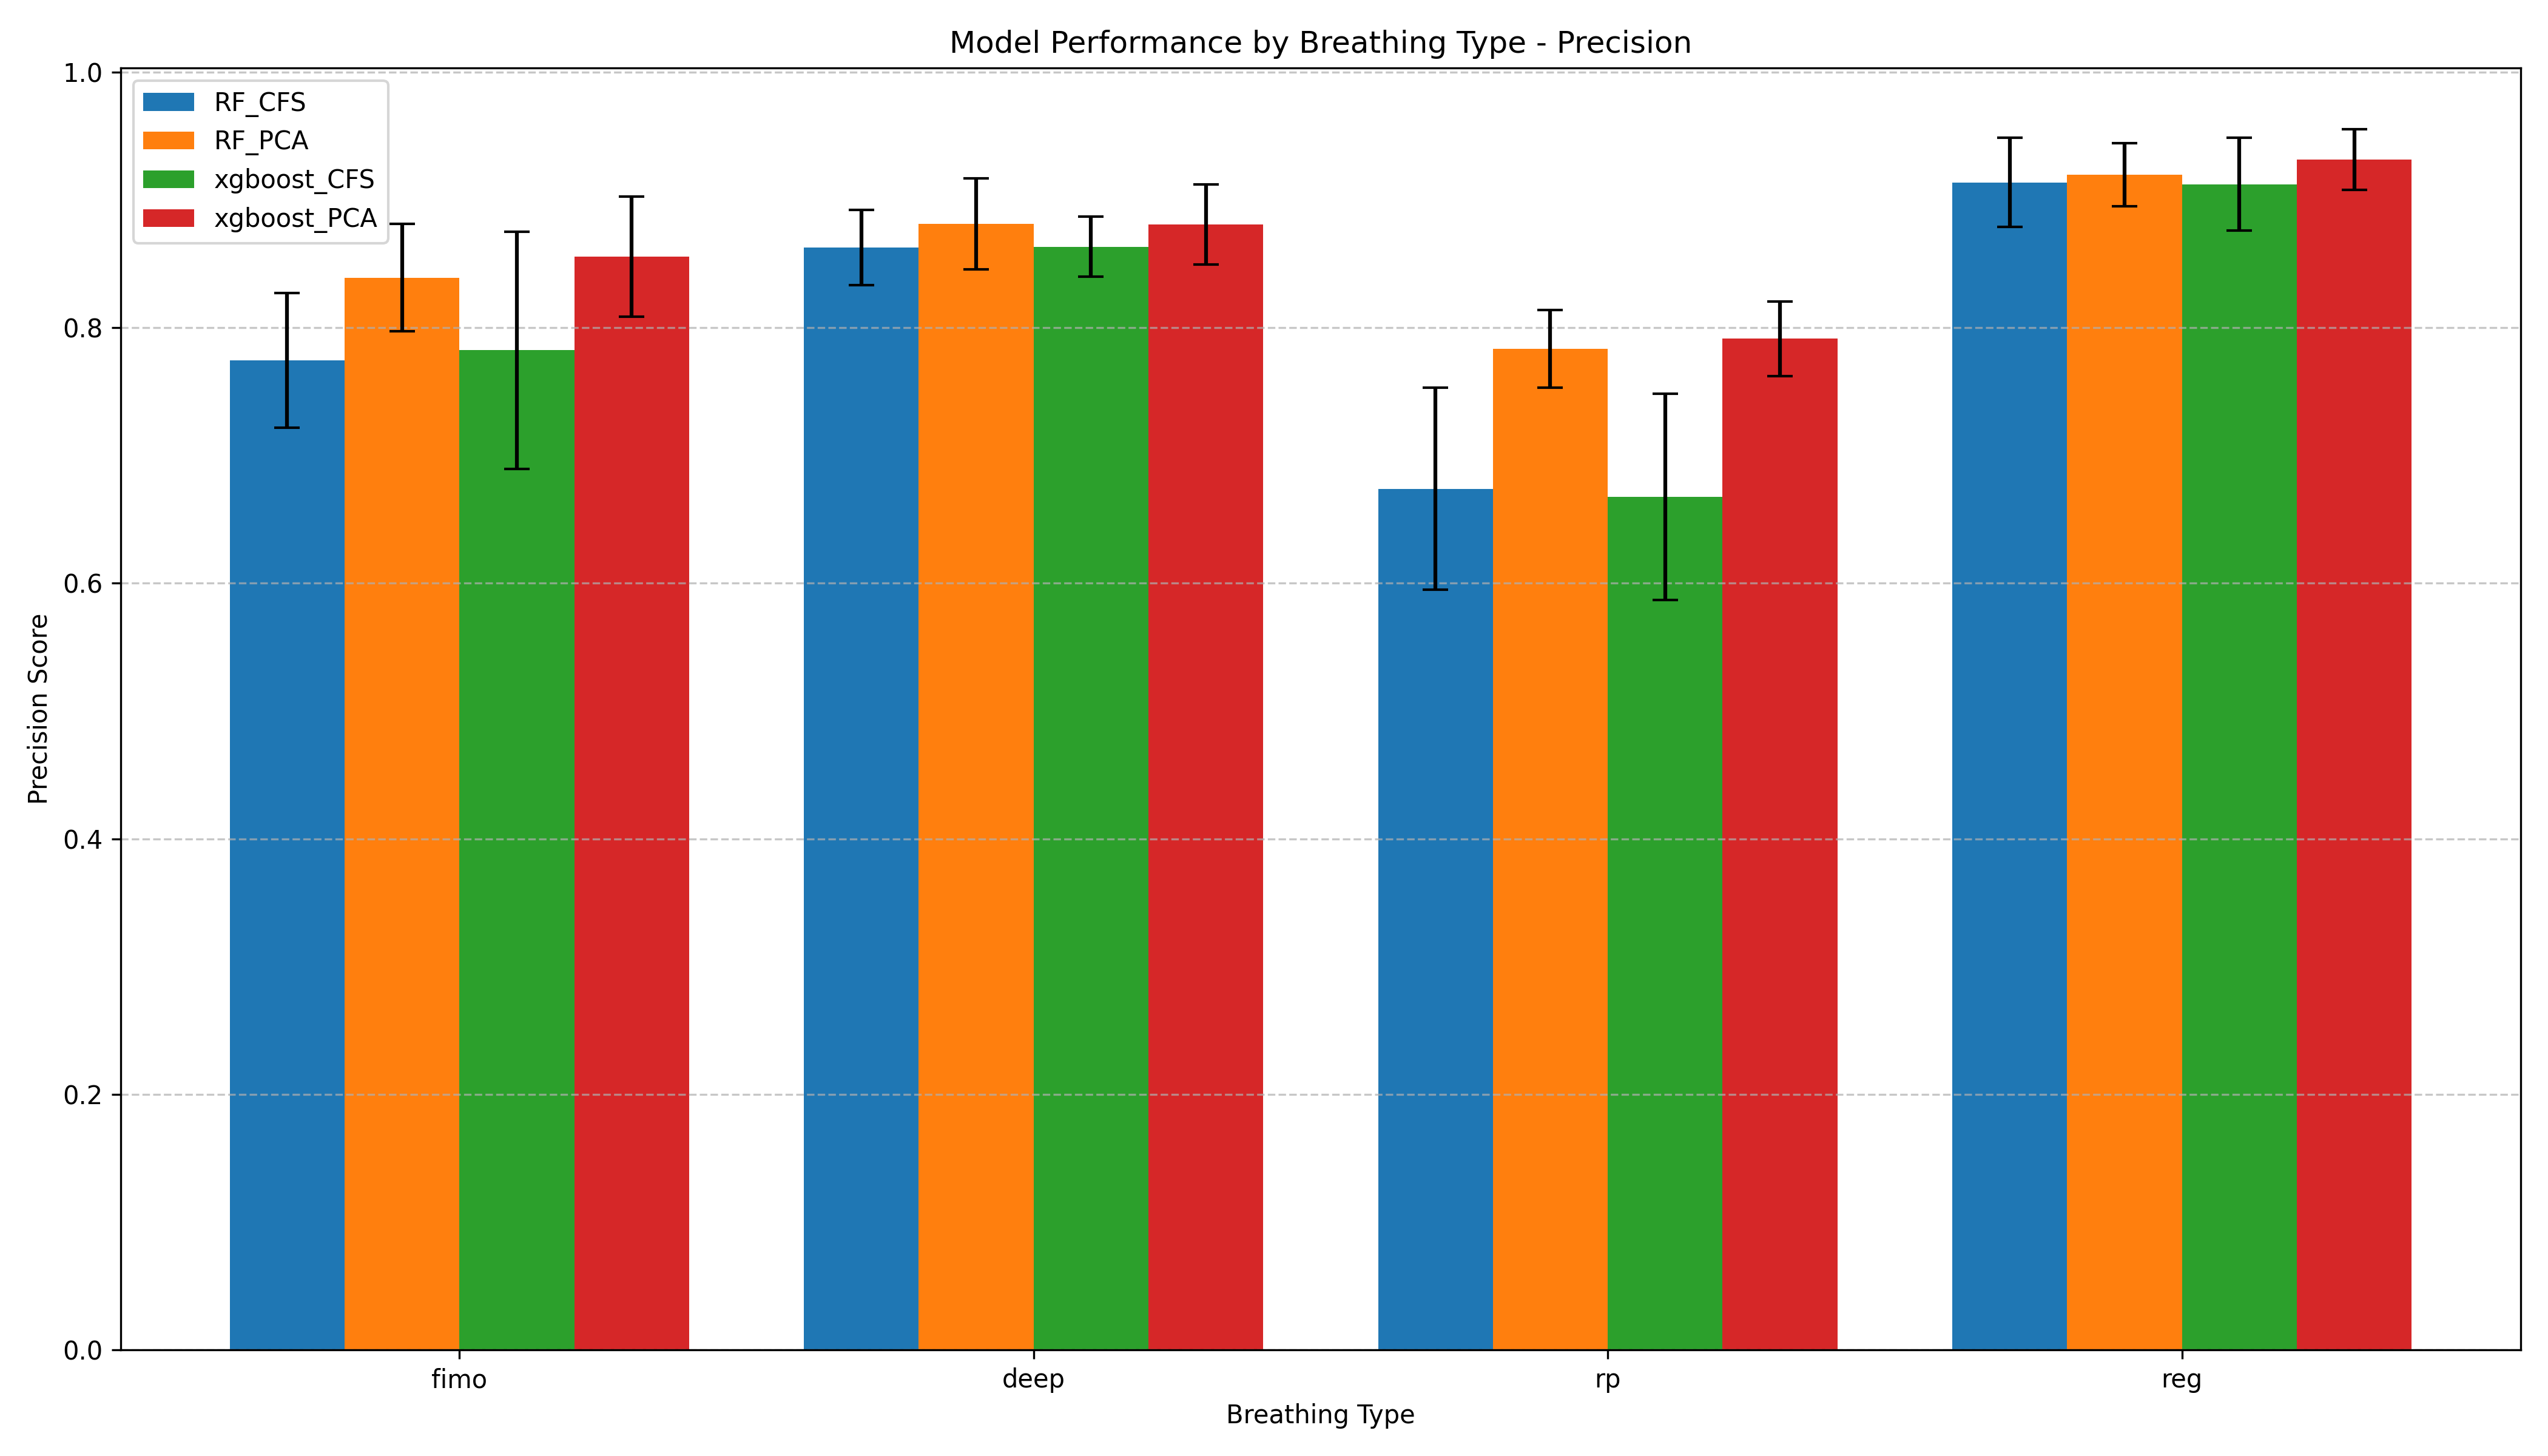 Model Performance by Breathing Type - Precision
RF_CFS
RF_PCA
xgboost_CFS
xgboost_PCA
Precision Score
1.0
0.8
0.6
0.4
0.2
0.0
fimo
deep
rp
reg
Breathing Type